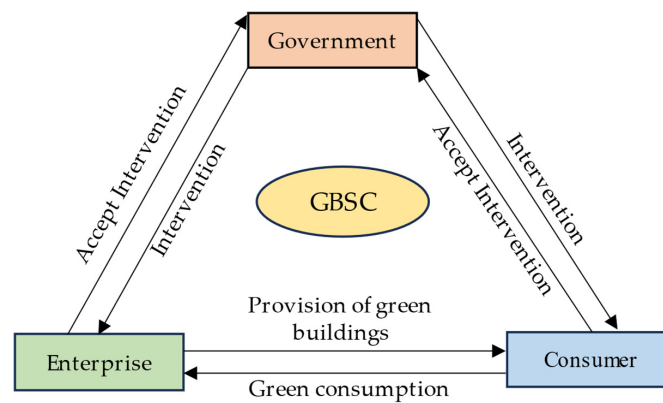 Government
Accept Intervention
Intervention
Accept Intervention
Intervention
GBSC
Provision of green
buildings
Enterprise
Consumer
Green consumption